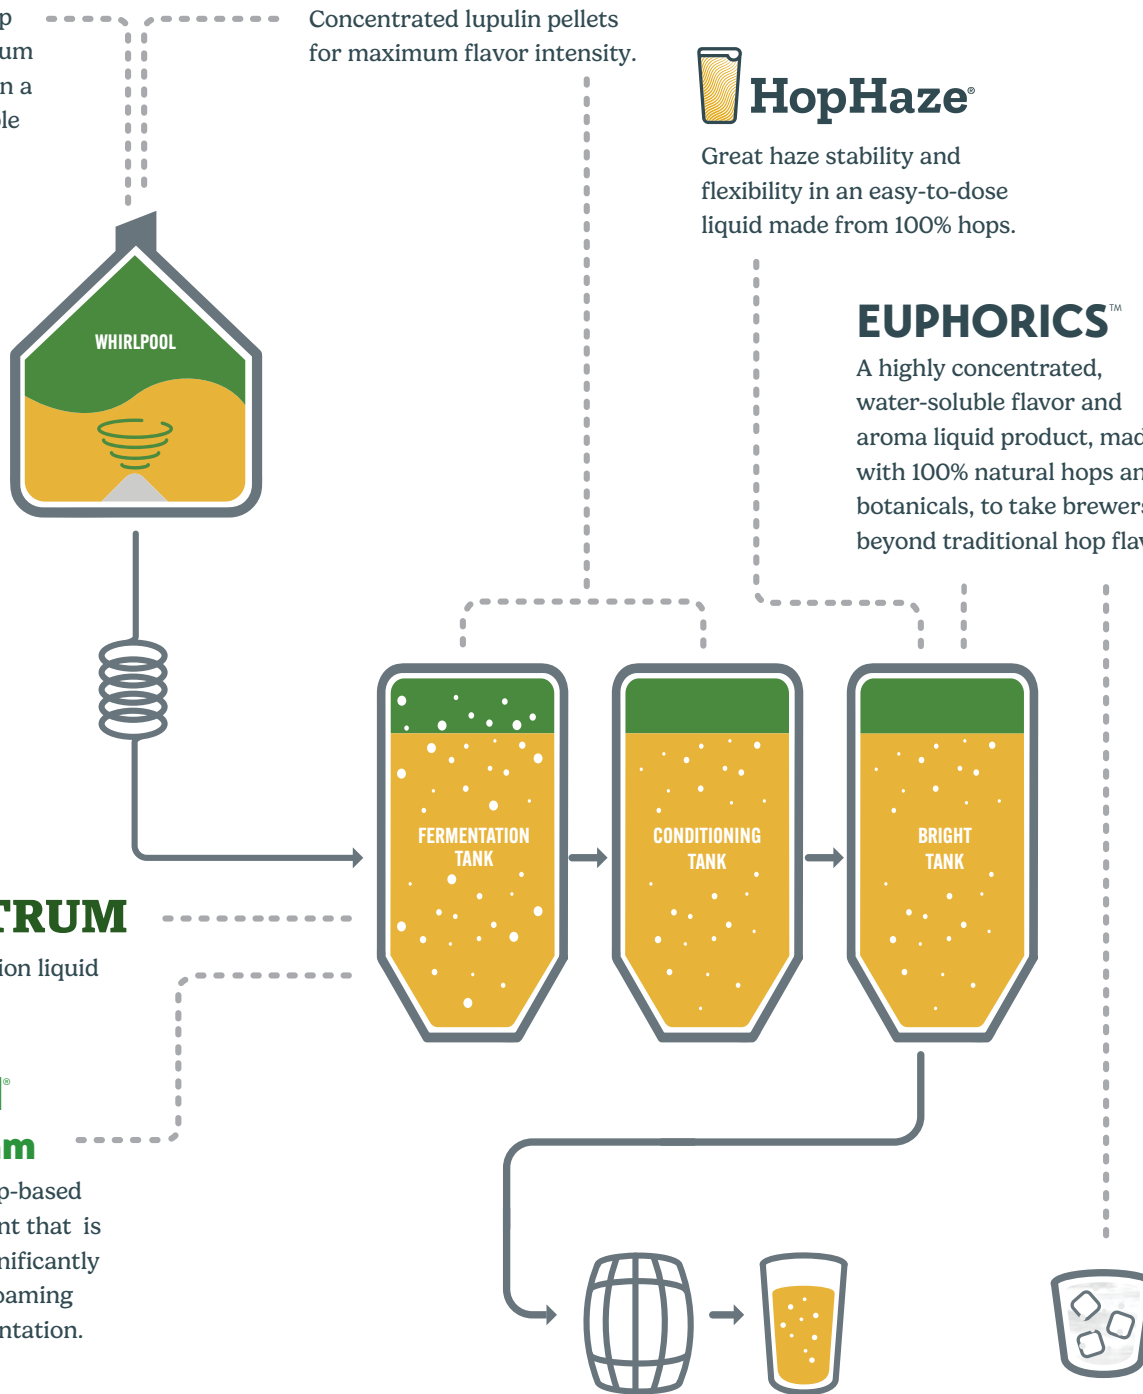 p
um
n a
le
Concentrated lupulin pellets
for maximum flavor intensity.
HopHaze®
Great haze stability and
flexibility in an easy-to-dose
liquid made from 100% hops.
WHIRLPOOL
EUPHORICS™
A highly concentrated,
water-soluble flavor and
aroma liquid product, mad
with 100% natural hops an
botanicals, to take brewers
beyond traditional hop flav
FERMENTATION
TANK
CONDITIONING
TANK
BRIGHT
TANK
TRUM
ion liquid
®
m
p-based
nt that is
nificantly
oaming
ntation.